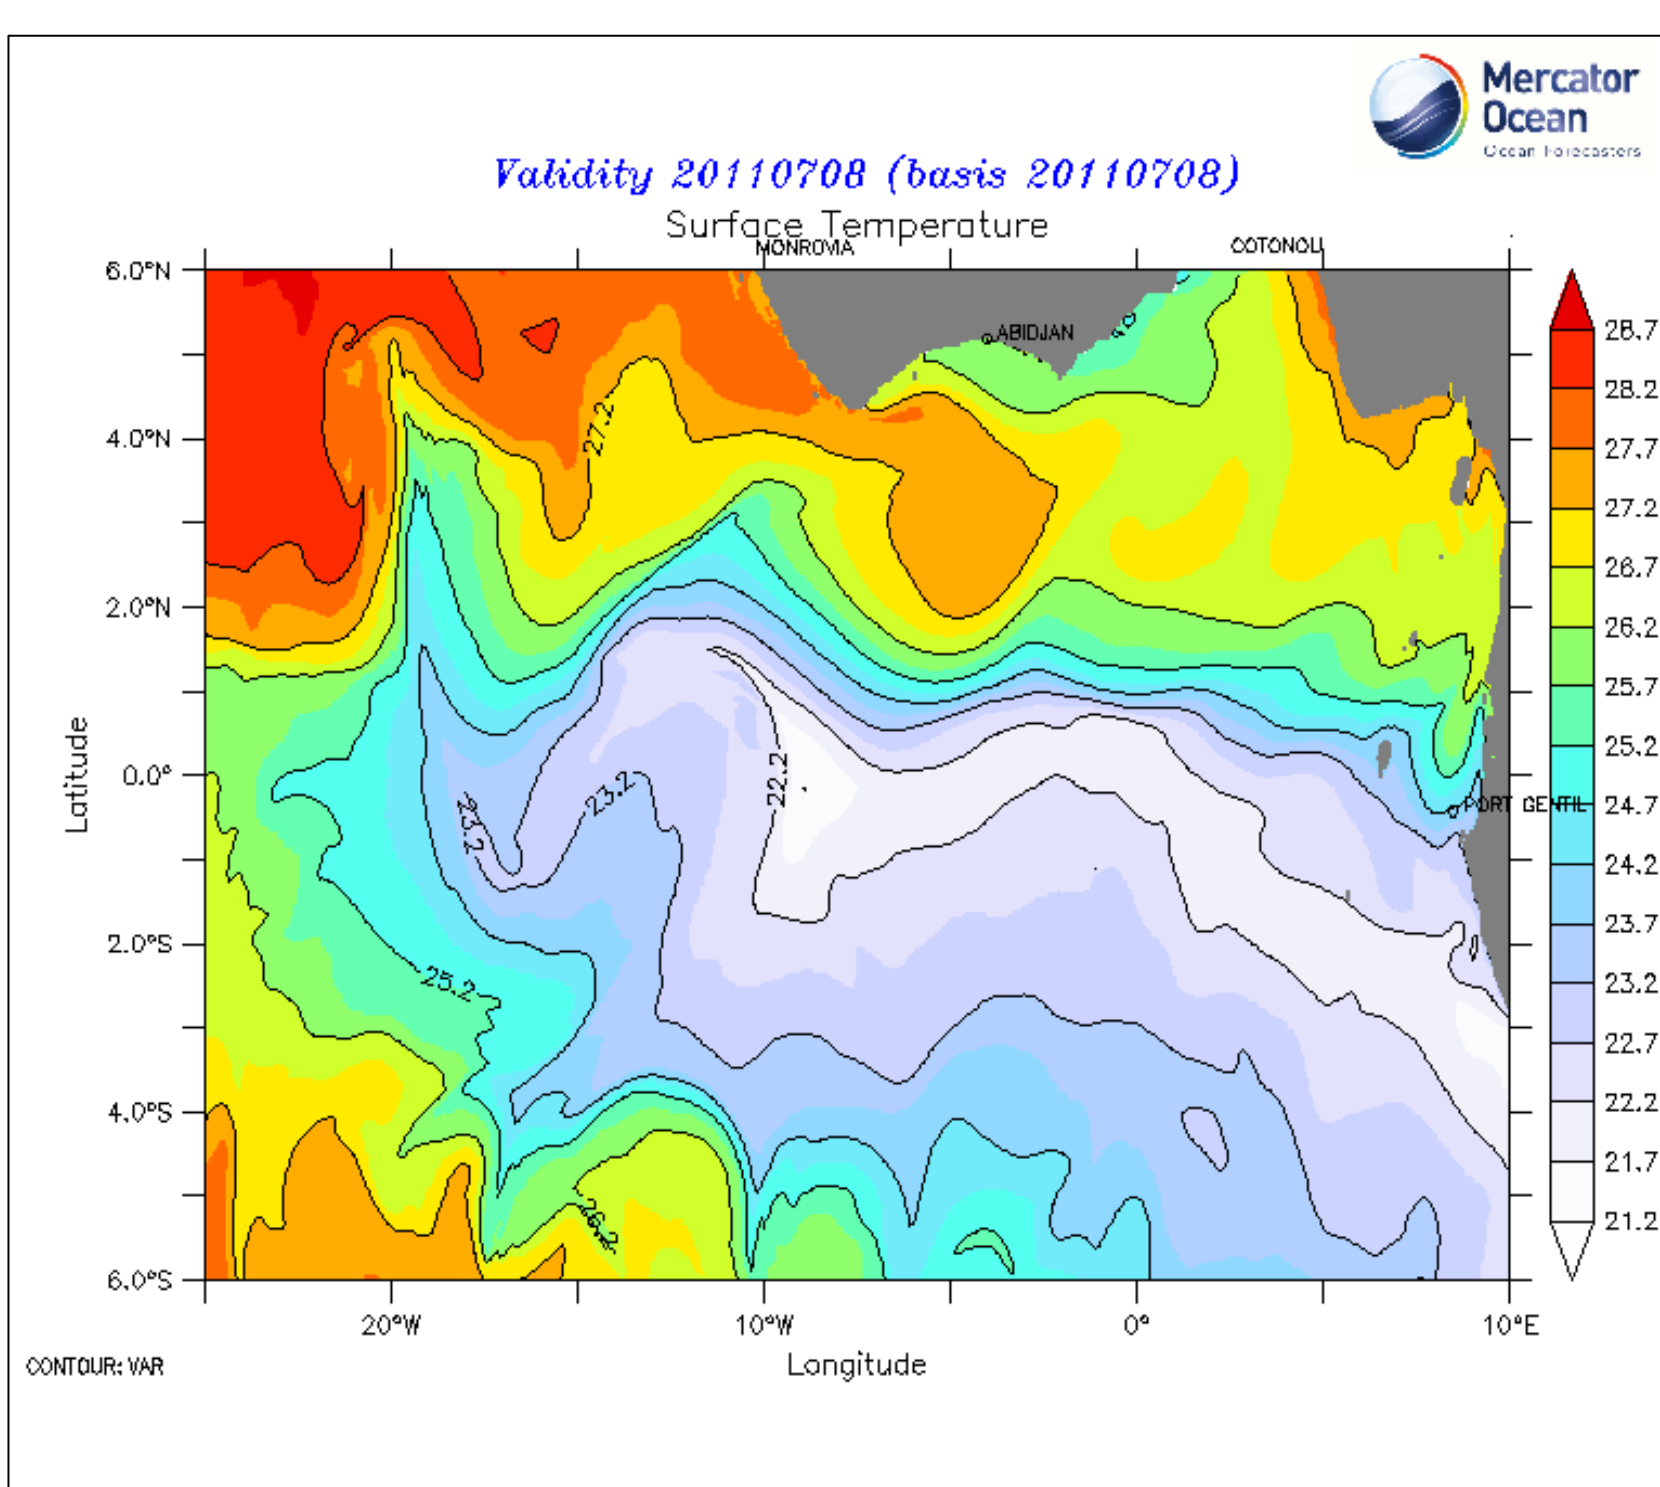 Mercator
Ocean
Ocean Forecasters
Validity 20110708 (basis 20110708)
Surface Temperature
MONROVIA
COTONOU
6.0°N
4.0°N
2.0°N
0.0°
2.0°S
4.0°S
6.0°S
Latitude
ABIDJAN
PORT GENTIL
27.2
22.2
23.2
23.2
25.2
26.2
28.7
28.2
27.7
27.2
26.7
26.2
25.7
25.2
24.7
24.2
23.7
23.2
22.7
22.2
21.7
21.2
20°W
10°W
0°
10°E
Longitude
CONTOUR: VAR